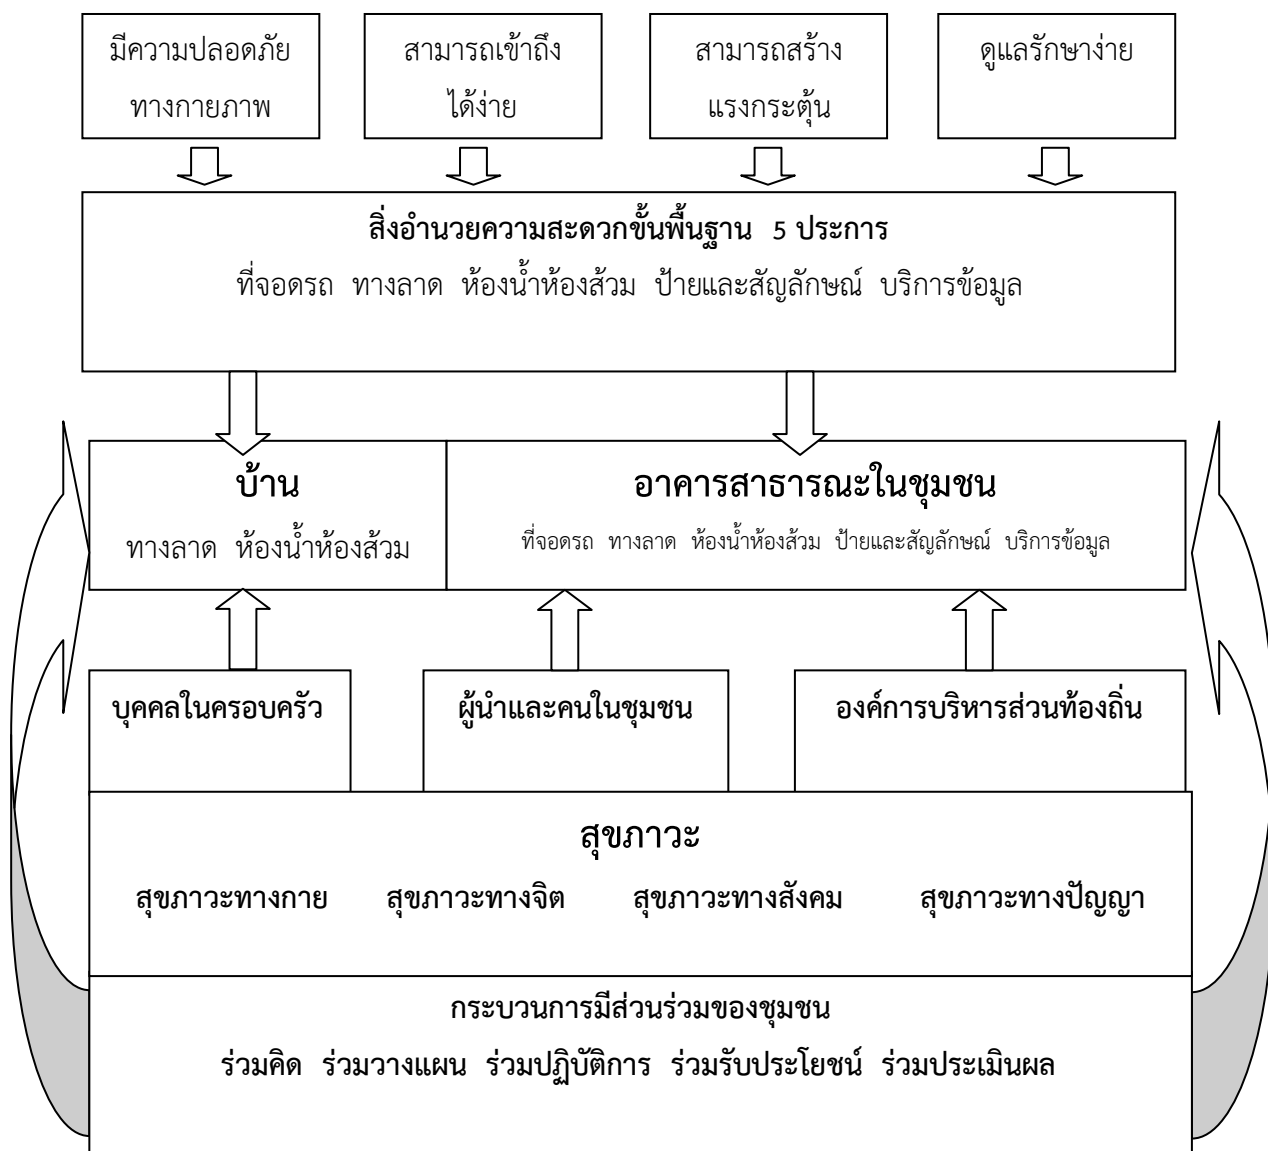 มีความปลอดภัย
ทางกายภาพ
สามารถเข้าถึง
ได้ง่าย
สามารถสร้าง
แรงกระตุ้น
ดูแลรักษาง่าย
สิ่งอำนวยความสะดวกขั้นพื้นฐาน 5 ประการ
ที่จอดรถ ทางลาด ห้องน้ำห้องส้วม ป้ายและสัญลักษณ์ บริการข้อมูล
บ้าน
ทางลาด ห้องน้ำห้องส้วม
อาคารสาธารณะในชุมชน
ที่จอดรถ ทางลาด ห้องน้ำห้องส้วม ป้ายและสัญลักษณ์ บริการข้อมูล
บุคคลในครอบครัว
ผู้นำและคนในชุมชน
องค์การบริหารส่วนท้องถิ่น
สุขภาวะ
สุขภาวะทางกาย สุขภาวะทางจิต สุขภาวะทางสังคม สุขภาวะทางปัญญา
กระบวนการมีส่วนร่วมของชุมชน
ร่วมคิด ร่วมวางแผน ร่วมปฏิบัติการ ร่วมรับประโยชน์ ร่วมประเมินผล